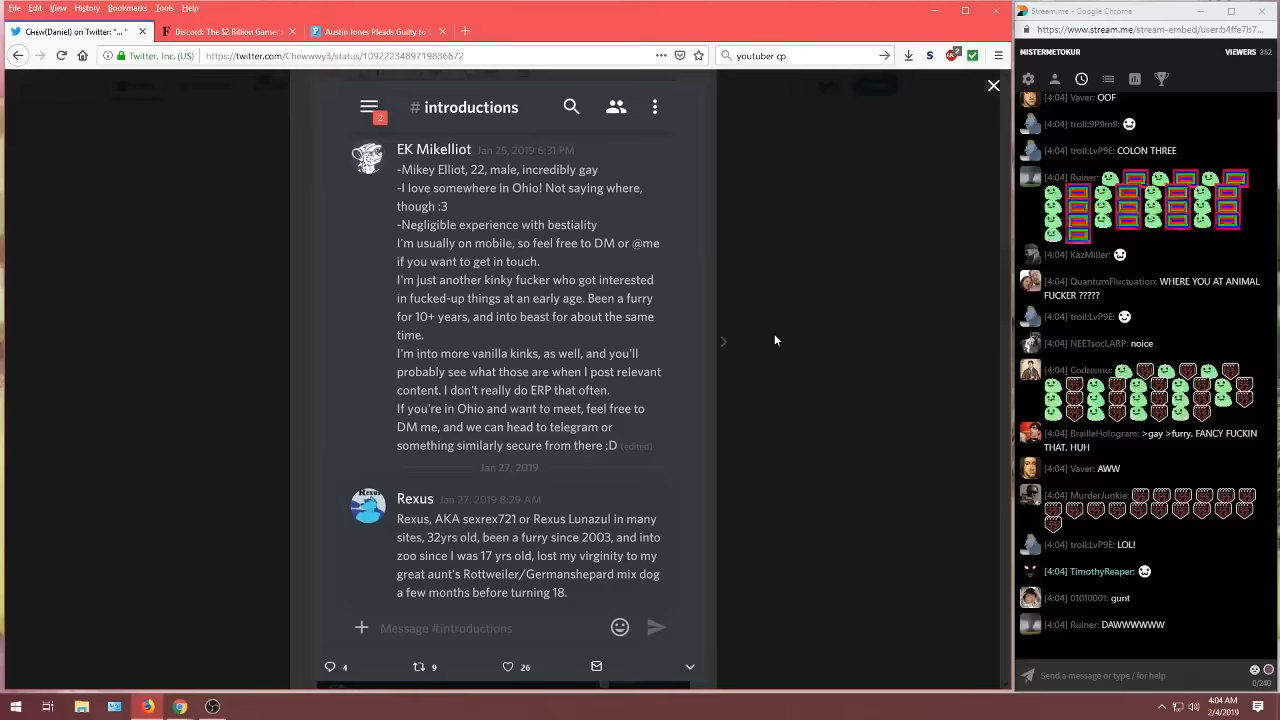 File Edit View History Bookmarks Tools Help
Stream.me - Google Chrome
CHEW(Daniel) on Twitter: "
Discord: The $2 Billion Gamer's
Austin Jones Pleads Guilty to
https://www.stream.me/stream-embed/userb4ffe7b7...
Twitter, Inc. (US) https://twitter.com/Chewwwy3/status/1092223489719836672
youtuber cp
MISTERMETOKUR
VIEWERS 382
# introductions
2
EK Mikelliot Jan 25, 2019 6:31 PM
-Mikey Elliot, 22, male, incredibly gay
-I love somewhere in Ohio! Not saying where,
though :3
-Negligible experience with bestiality
I'm usually on mobile, so feel free to DM or @me
if you want to get in touch.
I'm just another kinky fucker who got interested
in fucked-up things at an early age. Been a furry
for 10+ years, and into beast for about the same
time.
I'm into more vanilla kinks, as well, and you'll
probably see what those are when I post relevant
content. I don't really do ERP that often.
If you're in Ohio and want to meet, feel free to
DM me, and we can head to telegram or
something similarly secure from there :D (edited)
Jan 27, 2019
Rexus Jan 27, 2019 8:29 AM
Rexus, AKA sexrex721 or Rexus Lunazul in many
sites, 32yrs old, been a furry since 2003, and into
zoo since I was 17 yrs old, lost my virginity to my
great aunt's Rottweiler/Germanshepard mix dog
a few months before turning 18.
Message #introductions
4 9 26
[4:04] Vaver: OOF
[4:04] troll:9P9m9:
[4:04] troll:LvP9E: COLON THREE
[4:04] Ruiner:
[4:04] KazMiller:
[4:04] QuantumFluctuation: WHERE YOU AT ANIMAL
FUCKER ?????
[4:04] troll:LvP9E:
[4:04] NEETsocLARP: noice
[4:04] Codreanu:
[4:04] BrailleHologram: >gay >furry. FANCY FUCKIN
THAT, HUH
[4:04] Vaver: AWW
[4:04] MurderJunkie:
[4:04] troll:LvP9E: LOL!
[4:04] TimothyReaper:
[4:04] 01010001: gunt
[4:04] Ruiner: DAWWWWWW
Send a message or type / for help
0/240
4:04 AM
2/4/2019